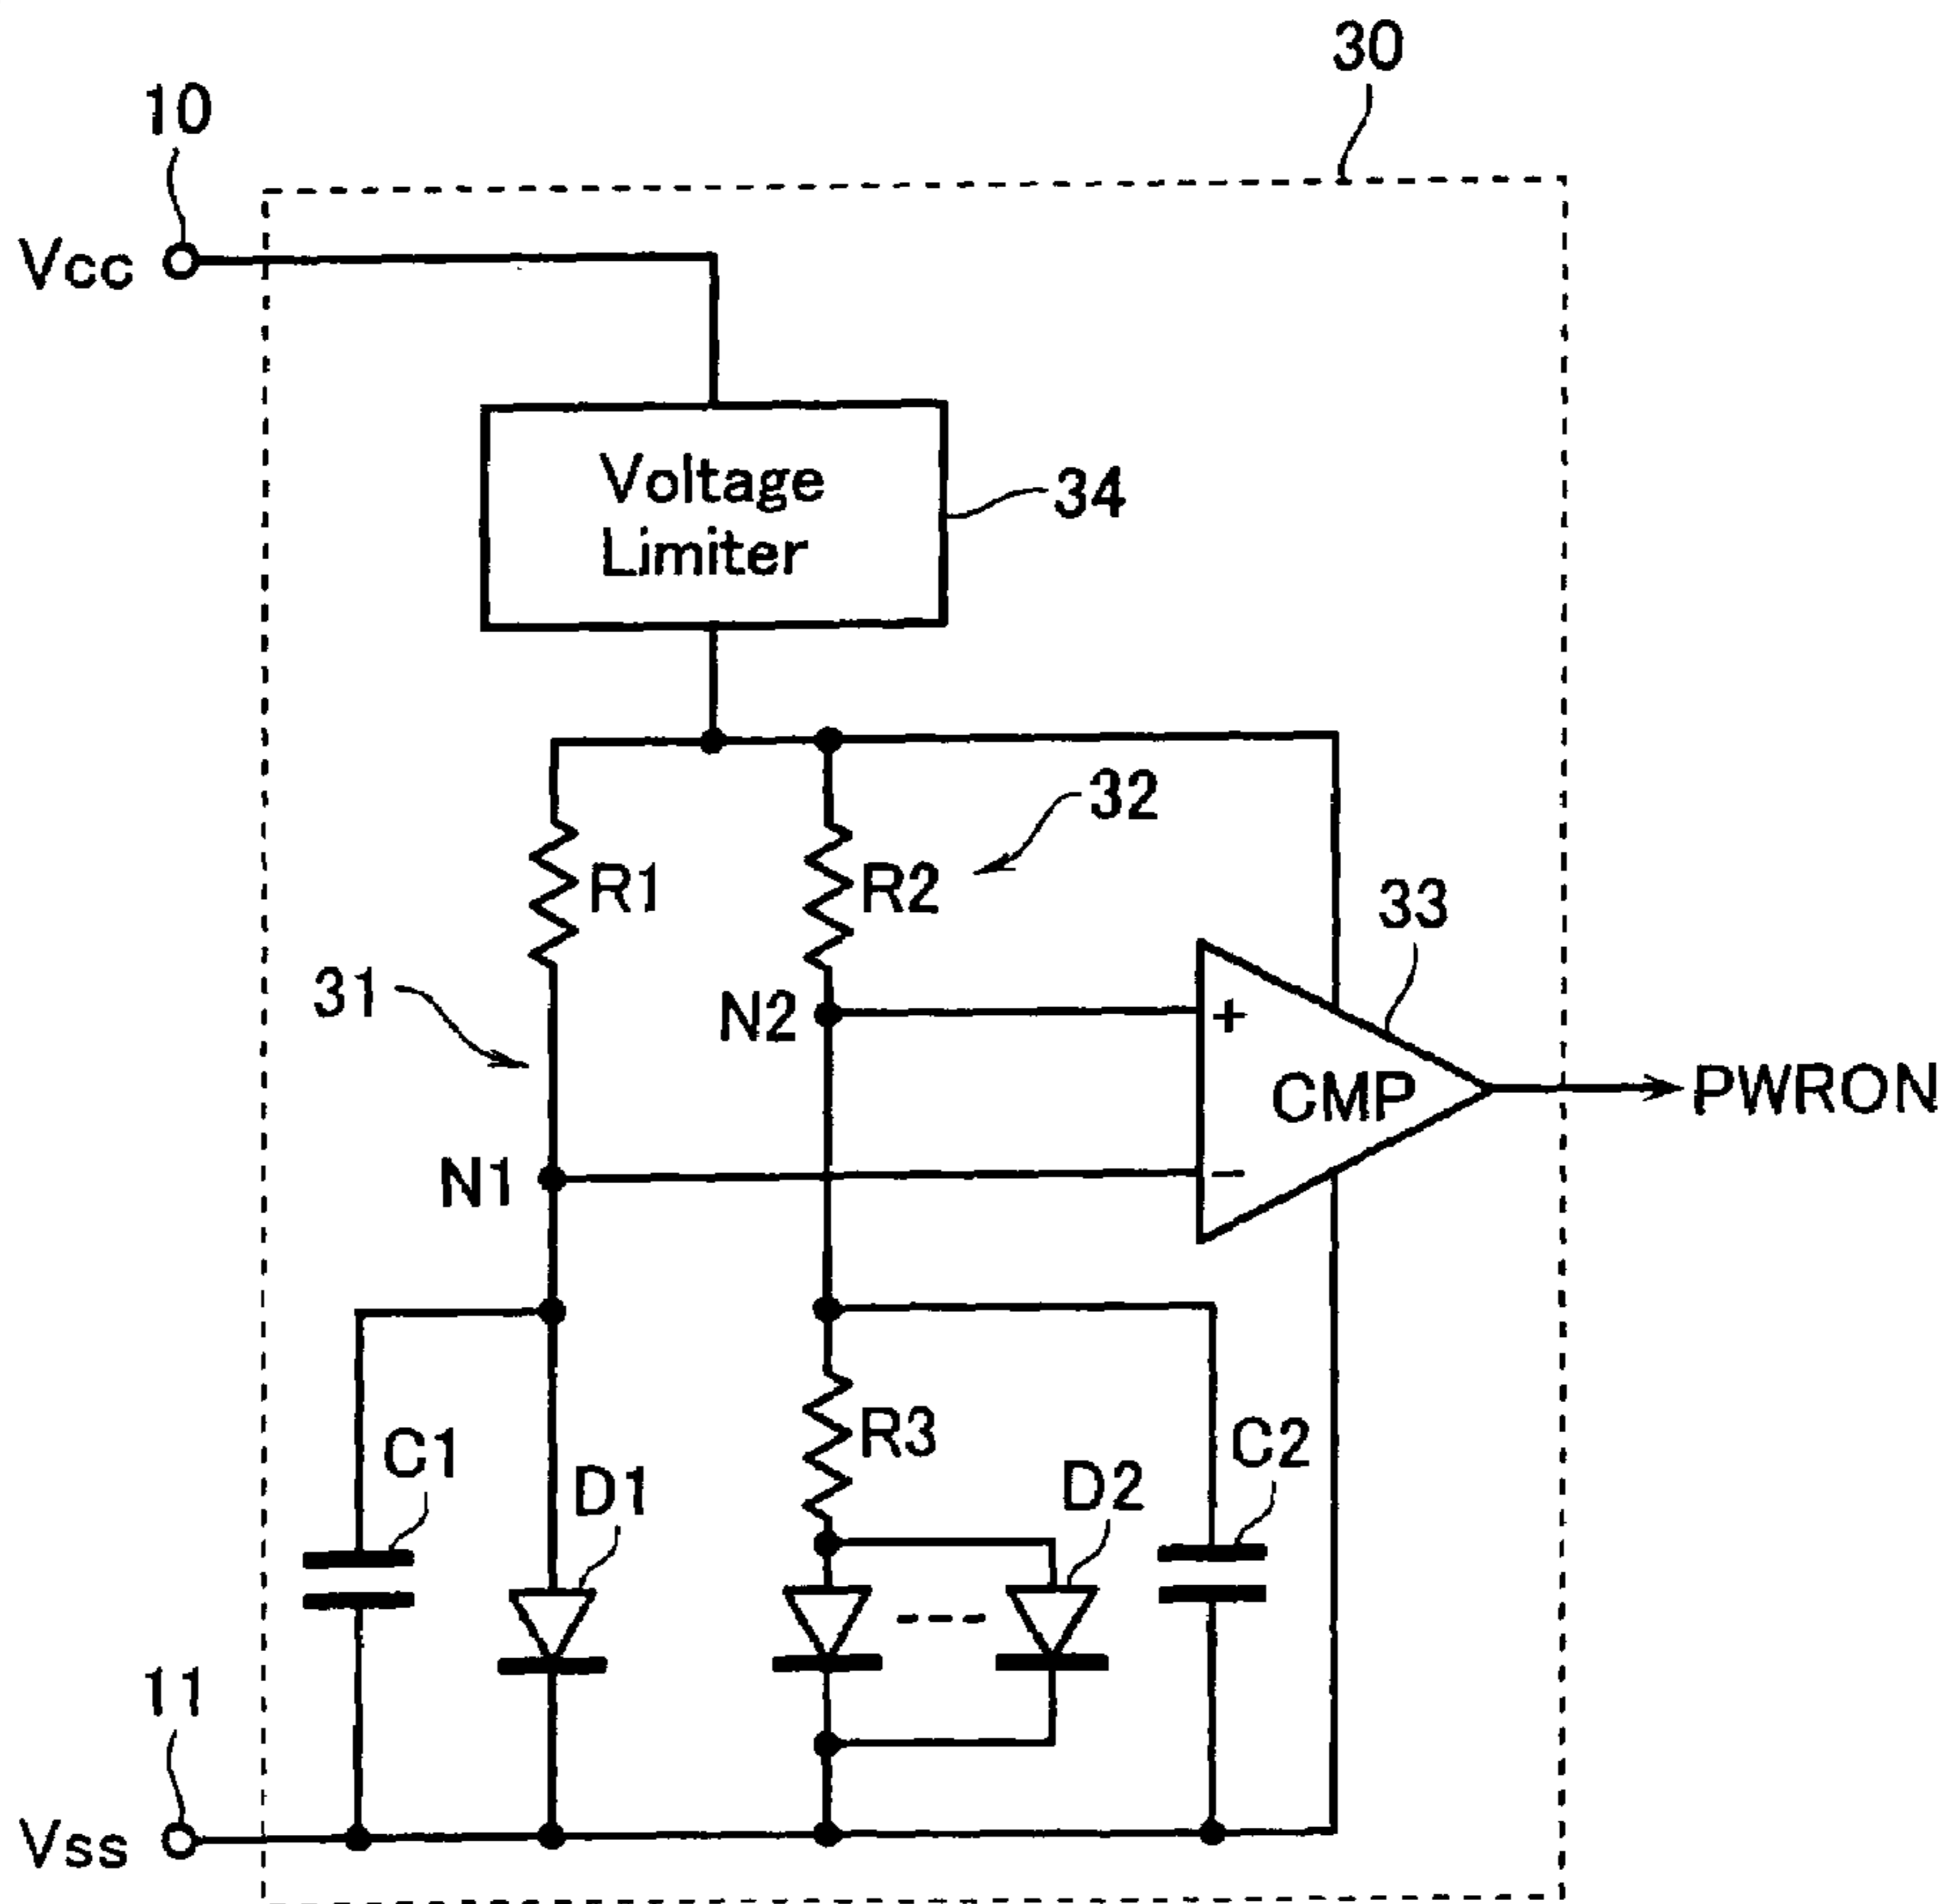 30
10
Vcc
Voltage
Limiter
34
32
R1
R2
33
31
N2
+
CMP
PWRON
N1
-
R3
C1
C2
D1
D2
11
Vss